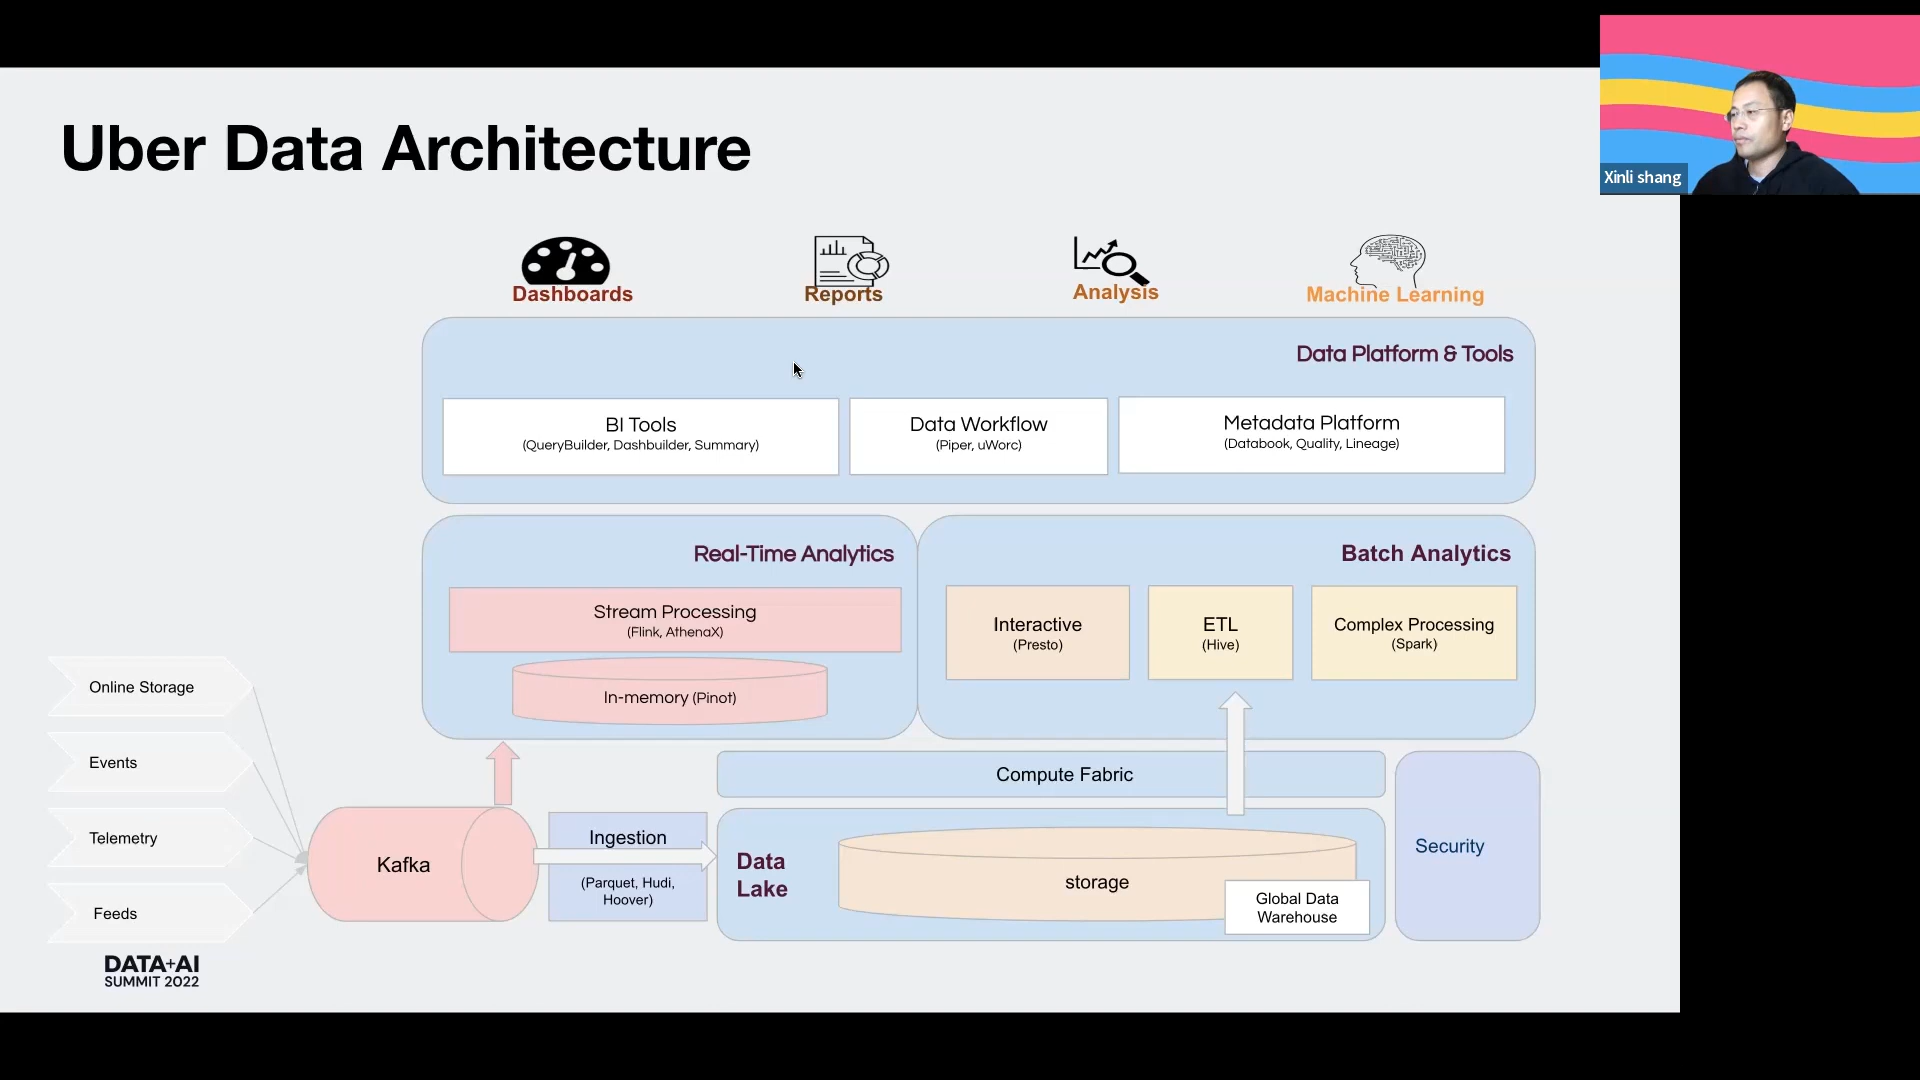 Uber Data Architecture
Xinli shang
Dashboards
Reports
Analysis
Machine Learning
Data Platform & Tools
BI Tools
(QueryBuilder, Dashbuilder, Summary)
Data Workflow
(Piper, uWorc)
Metadata Platform
(Databook, Quality, Lineage)
Real-Time Analytics
Stream Processing
(Flink, AthenaX)
In-memory (Pinot)
Batch Analytics
Interactive
(Presto)
ETL
(Hive)
Complex Processing
(Spark)
Online Storage
Events
Telemetry
Feeds
Kafka
Ingestion
(Parquet, Hudi,
Hoover)
Compute Fabric
Data
Lake
storage
Global Data
Warehouse
Security
DATA+AI
SUMMIT 2022